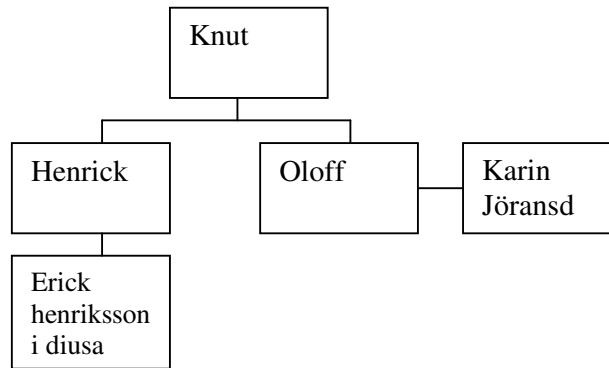 Knut
Henrick
Oloff
Karin
Jöransd
Erick
henriksson
i diusa